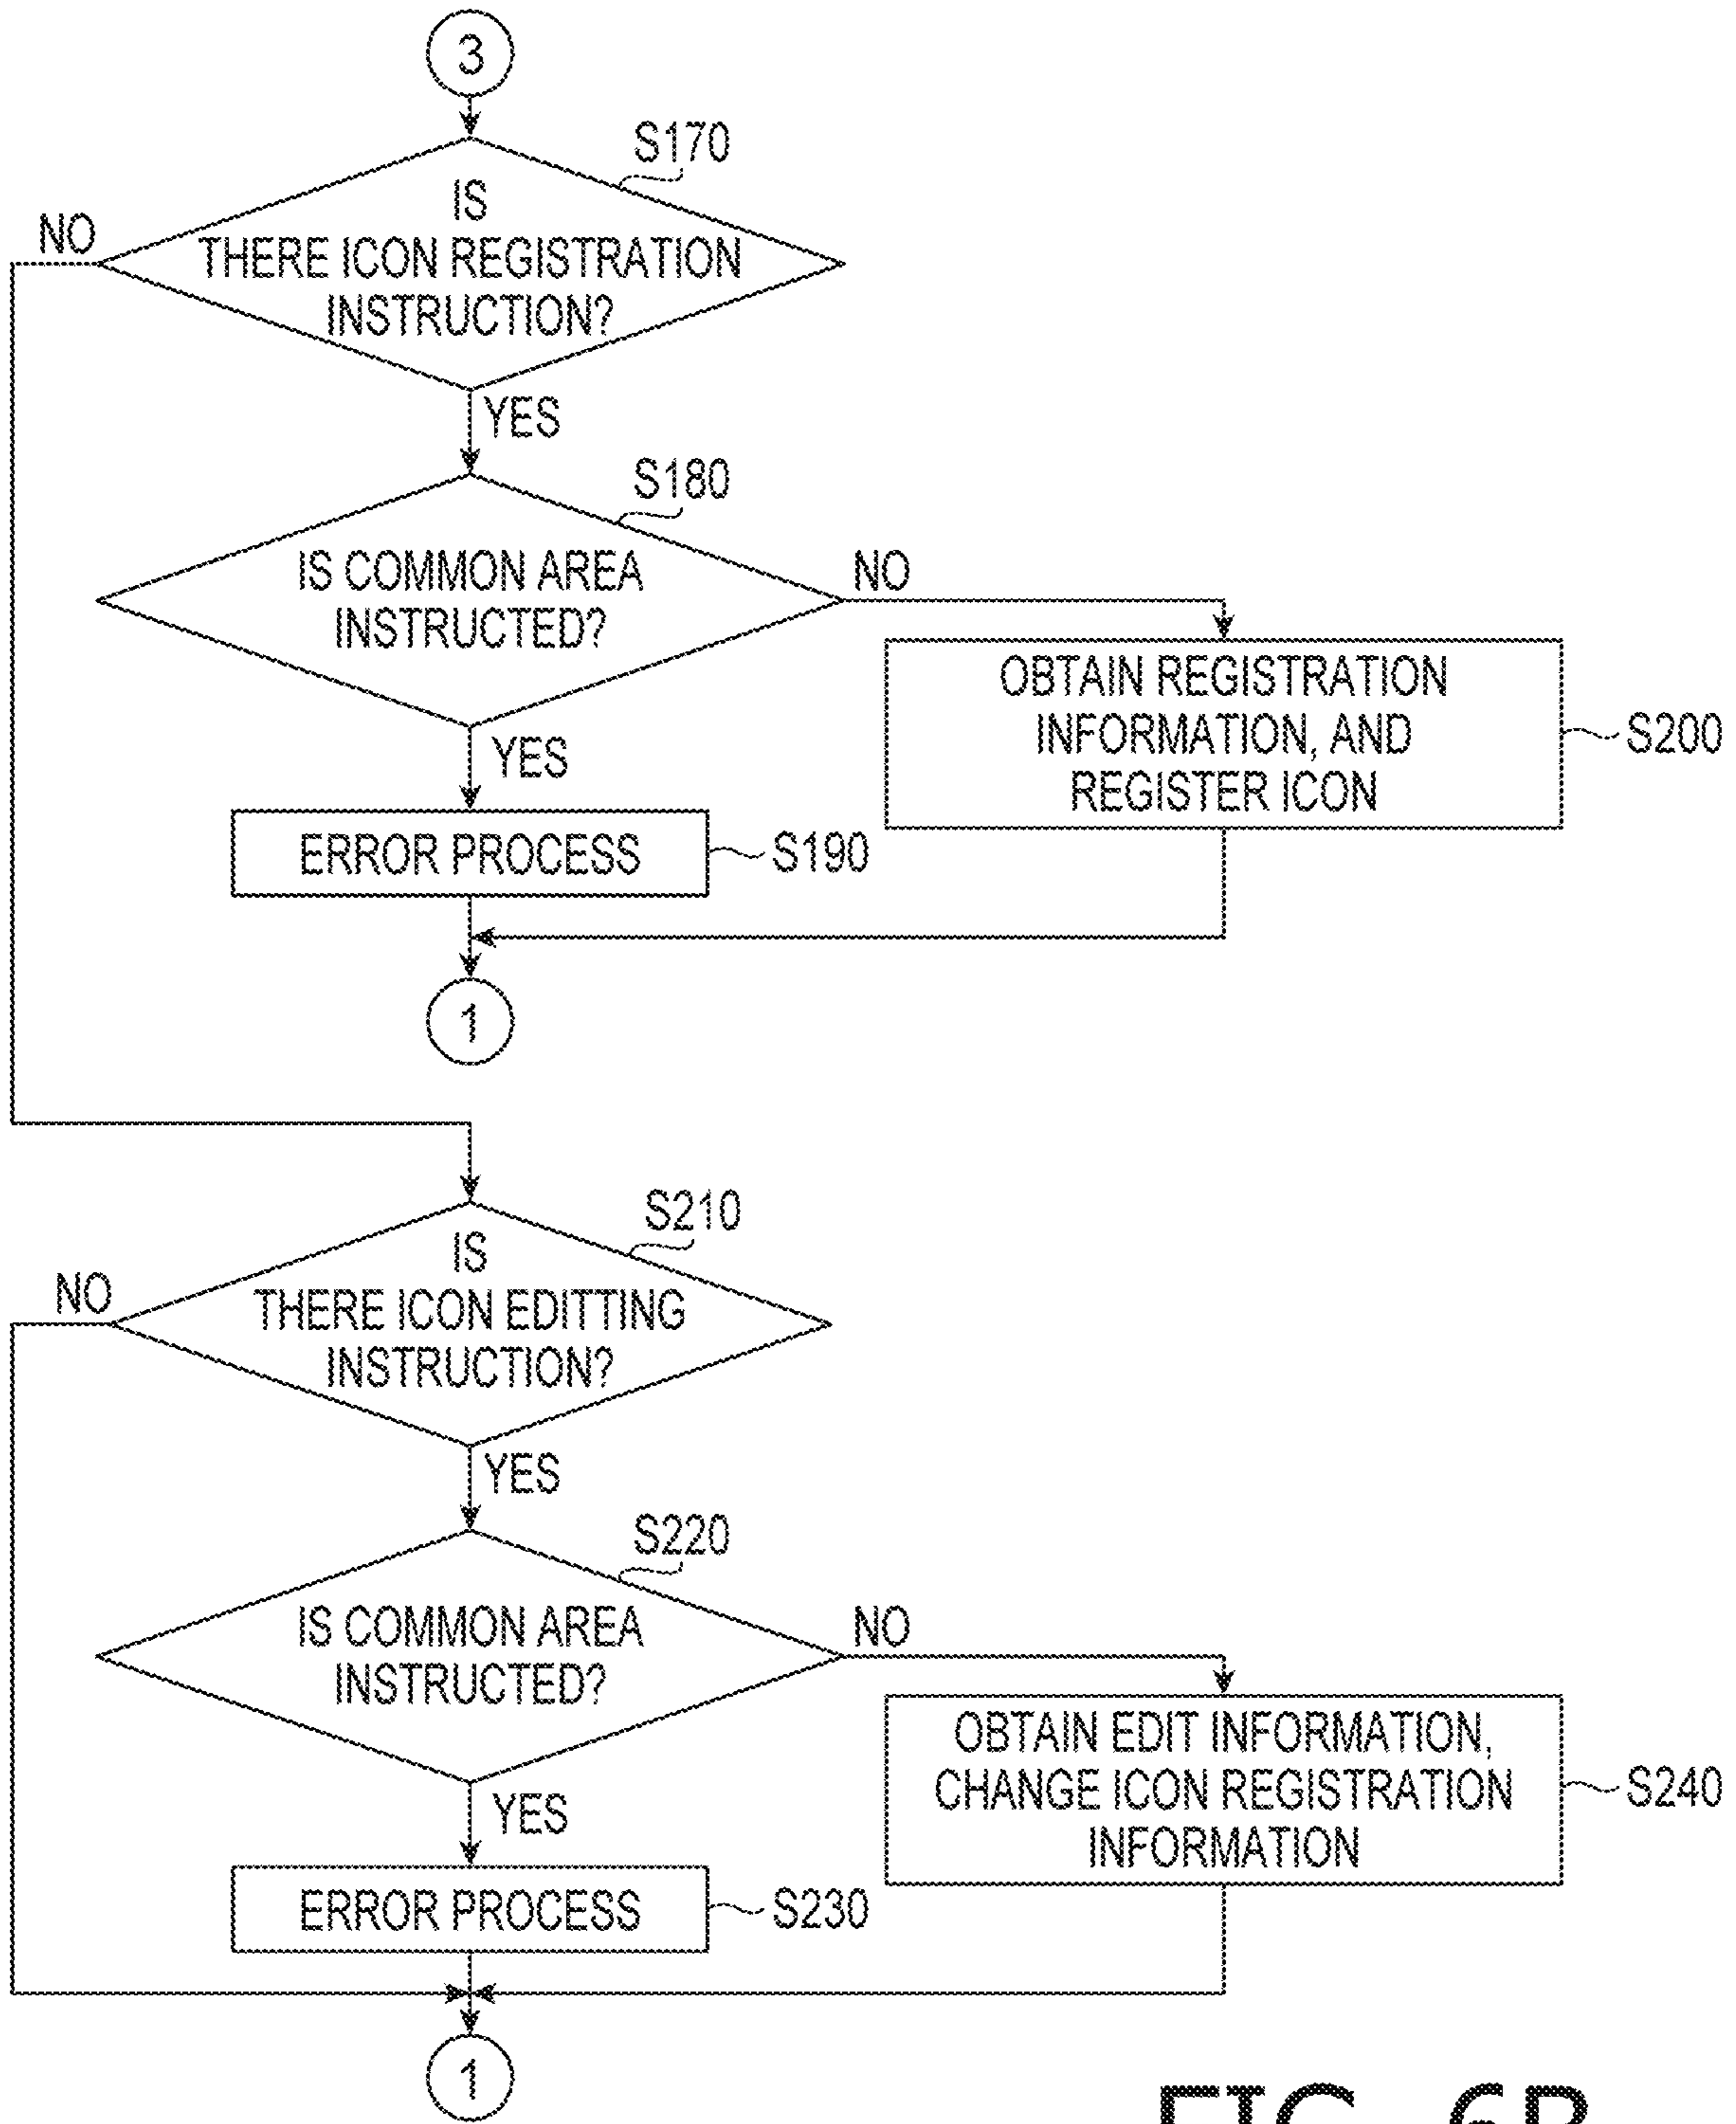 3
S170
IS
THERE ICON REGISTRATION
INSTRUCTION?
NO
YES
S180
IS COMMON AREA
INSTRUCTED?
NO
OBTAIN REGISTRATION
INFORMATION, AND
REGISTER ICON
S200
YES
ERROR PROCESS
S190
1
S210
IS
THERE ICON EDITTING
INSTRUCTION?
NO
YES
S220
IS COMMON AREA
INSTRUCTED?
NO
OBTAIN EDIT INFORMATION,
CHANGE ICON REGISTRATION
INFORMATION
S240
YES
ERROR PROCESS
S230
1
FIG. 6B